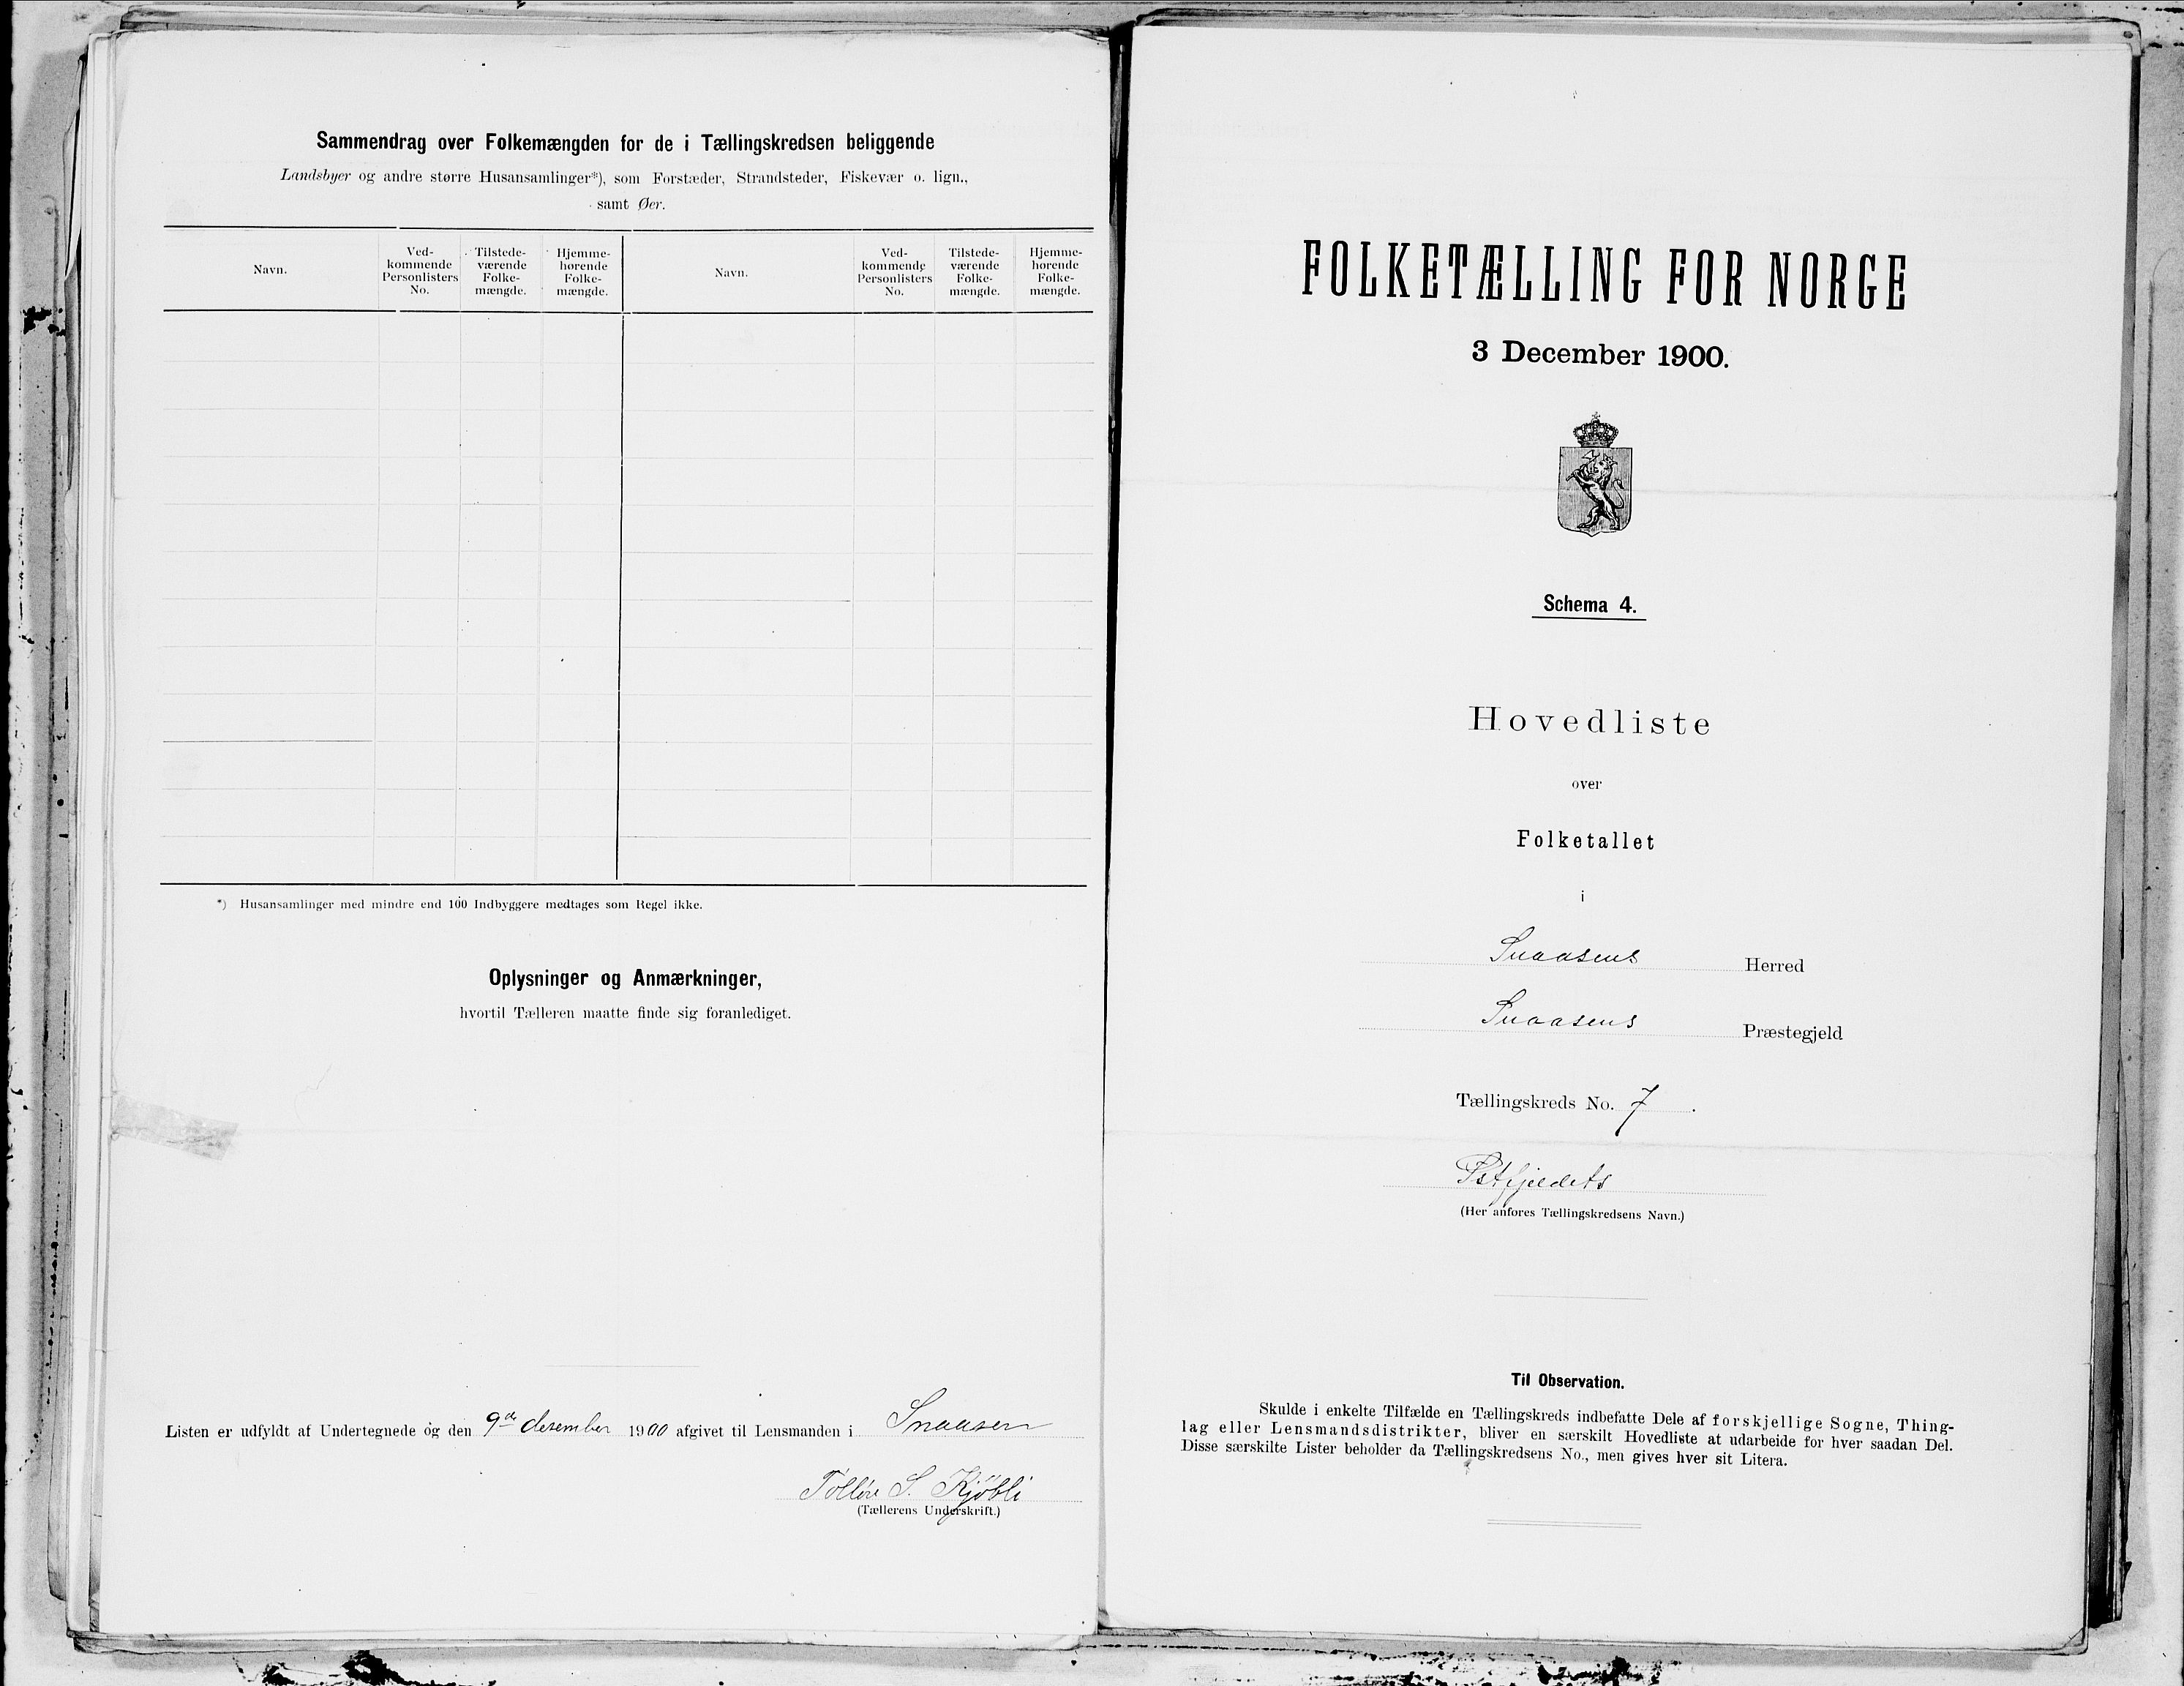 Sammendrag over Folkemængden for de i Tællingskredsen beliggende
Landsbyer og andre større Husansamlinger*), som Forstæder, Strandsteder, Fiskevær o. lign.,
samt Øer.
Navn.
Ved-
kommende
Personlisters
No.
Tilstede-
værende
Folke-
mængde.
Hjemme-
hørende
Folke-
mængde.
Navn.
Ved-
kommende
Personlisters
No.
Tilstede-
værende
Folke-
mængde.
Hjemme-
hørende
Folke-
mængde.
*) Husansamlinger med mindre end 100 Indbyggere medtages som Regel ikke.
Oplysninger og Anmærkninger,
hvortil Tælleren maatte finde sig foranlediget.
Listen er udfyldt af Undertegnede og den 9de desember 1900 afgivet til Lensmanden i Snaasen
S. Kjøbli
(Tællerens Underskrift.)
FOLKETÆLLING FOR NORGE
3 December 1900.
Schema 4.
Hovedliste
over
Folketallet
i
Snaasens Herred
Snaasens Præstegjeld
Tællingskreds No. 7.
(Her anføres Tællingskredsens Navn.)
Til Observation.
Skulde i enkelte Tilfælde en Tællingskreds indbefatte Dele af forskjellige Sogne, Thing-
lag eller Lensmandsdistrikter, bliver en særskilt Hovedliste at udarbeide for hver saadan Del.
Disse særskilte Lister beholder da Tællingskredsens No., men gives hver sit Litera.